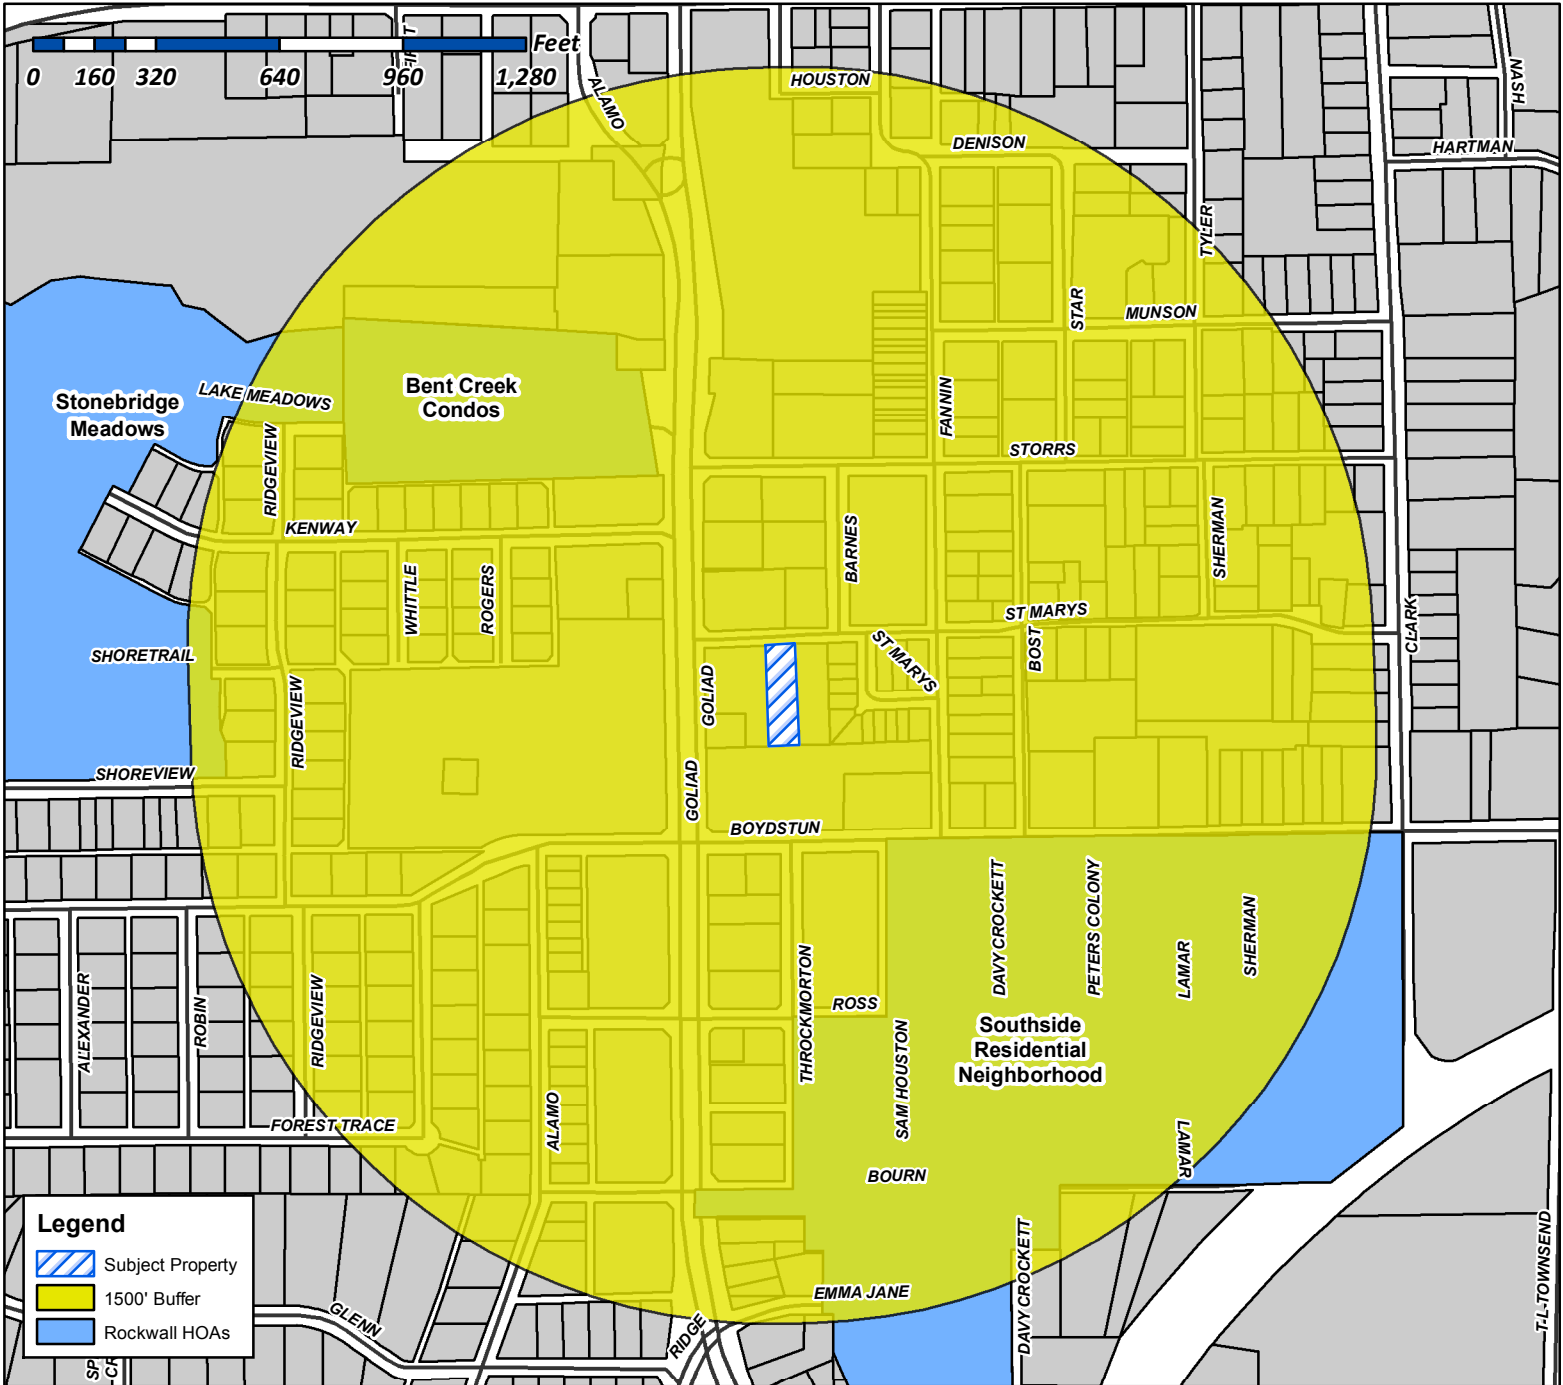 Feet
0 160 320 640 960 1,280
ALAMO
HOUSTON
NASH
DENISON
HARTMAN
TYLER
STAR
MUNSON
LAKE MEADOWS
Stonebridge
Meadows
Bent Creek
Condos
RIDGEVIEW
FANNIN
STORRS
KENWAY
BARNES
SHERMAN
WHITTLE
ROGERS
ST MARYS
CLARK
SHORETRAIL
ST MARYS
BOST
GOLIAD
RIDGEVIEW
SHOREVIEW
GOLIAD
BOYDSTUN
DAVY CROCKETT
PETERS COLONY
LAMAR
SHERMAN
ALEXANDER
ROBIN
RIDGEVIEW
THROCKMORTON
ROSS
SAM HOUSTON
Southside
Residential
Neighborhood
FOREST TRACE
ALAMO
LAMAR
BOURN
DAVY CROCKETT
T-L-TOWNSEND
EMMA JANE
RIDGE
GLENN
Legend
Subject Property
1500' Buffer
Rockwall HOAs
SP
CR